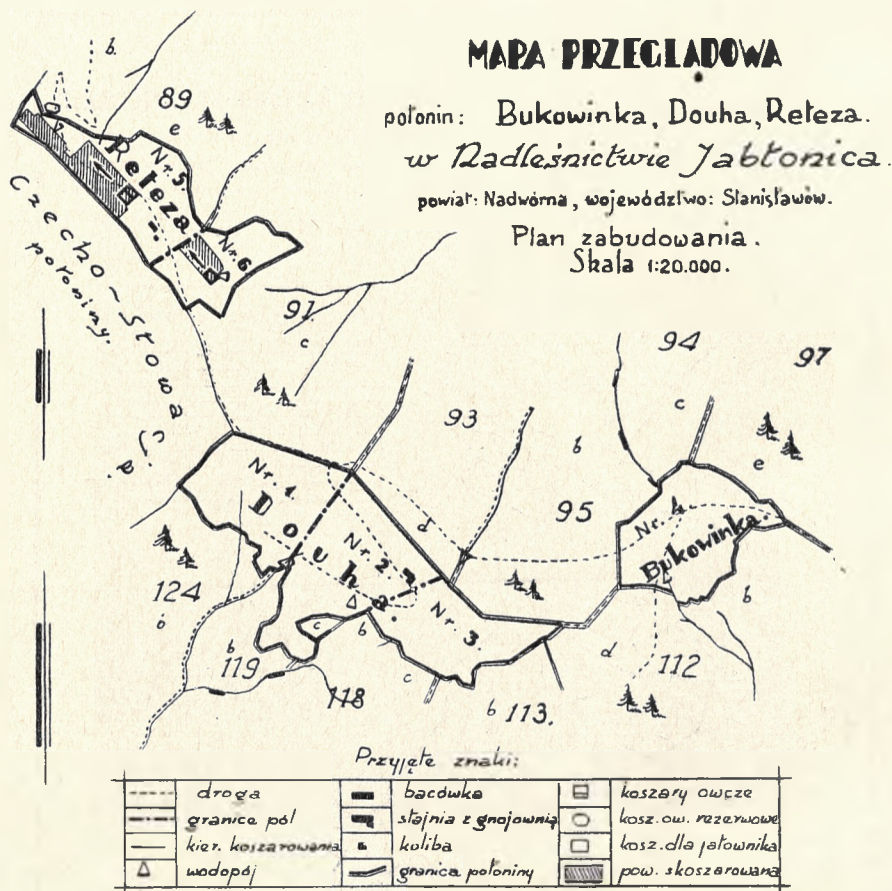 MAPA PRZEGLĄDOWA
połonin: Bukowinka, Douha, Reteza.
w Nadleśnictwie Jabłonica.
powiat: Nadwórna, województwo: Stanisławów.
Plan zabudowania.
Skala 1:20.000.
b.
89
e
Reteza
Nr. 5.
Nr. 6.
Czecho-Słowacja.
połoniny.
91.
c
94
97
93
c
b
e
Nr. 1.
Douha.
d
95
Nr. 4
Bukowinka.
Nr. 2
124
b
Nr. 3.
c
b
b
119
d
112
118
c
b 113.
Przyjęte znaki:
droga
bacówka
koszary owcze
granice pól
stajnia z gnojownią
kosz. ow. rezerwowe
kier. koszarowania
koliba
kosz. dla jałownika
wodopój
granica połoniny
pow. skoszarowana